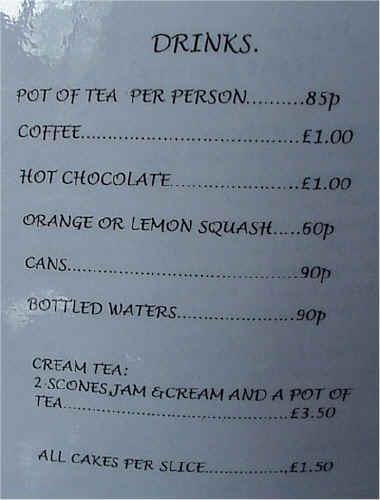 DRINKS.
POT OF TEA PER PERSON..........85p
COFFEE......................................£1.00
HOT CHOCOLATE......................£1.00
ORANGE OR LEMON SQUASH.....60p
CANS........................................90p
BOTTLED WATERS....................90p
CREAM TEA:
2 SCONES,JAM &CREAM AND A POT OF
TEA.......................................£3.50
ALL CAKES PER SLICE..............,£1.50